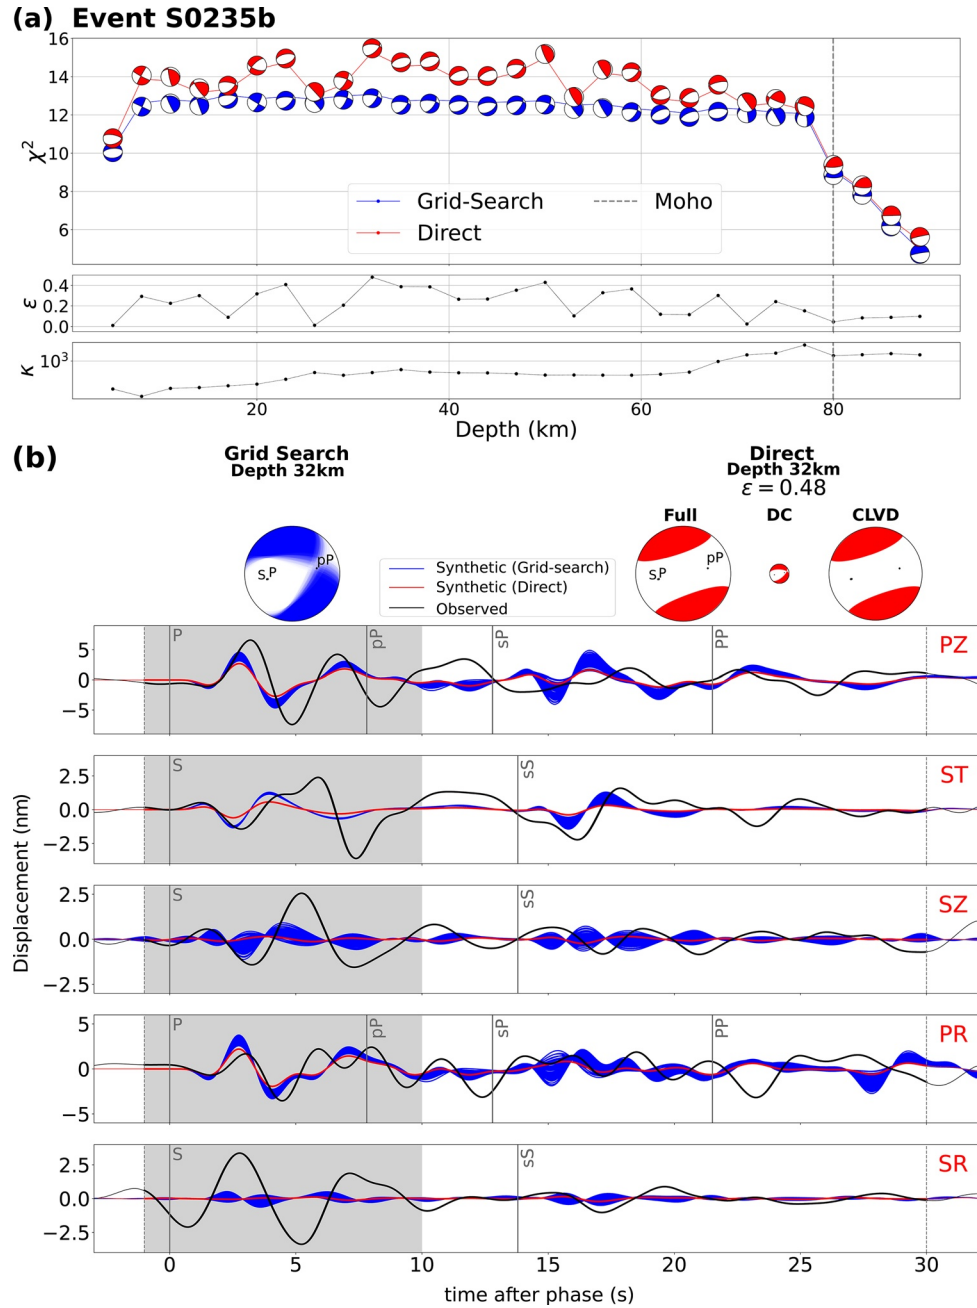 (a) Event S0235b
16
14
12
10
8
6
χ²
Grid-Search
Direct
Moho
0.4
0.2
0.0
ε
10³
κ
20
40
60
80
Depth (km)
(b)
Grid Search
Depth 32km
Direct
Depth 32km
ε = 0.48
Full
DC
CLVD
S P
pP
S P
pP
Synthetic (Grid-search)
Synthetic (Direct)
Observed
P
pP
sP
PP
PZ
5
0
−5
S
sS
ST
2.5
0.0
−2.5
S
sS
SZ
2.5
0.0
−2.5
P
pP
sP
PP
PR
5
0
−5
S
sS
SR
2.5
0.0
−2.5
Displacement (nm)
0
5
10
15
20
25
30
time after phase (s)